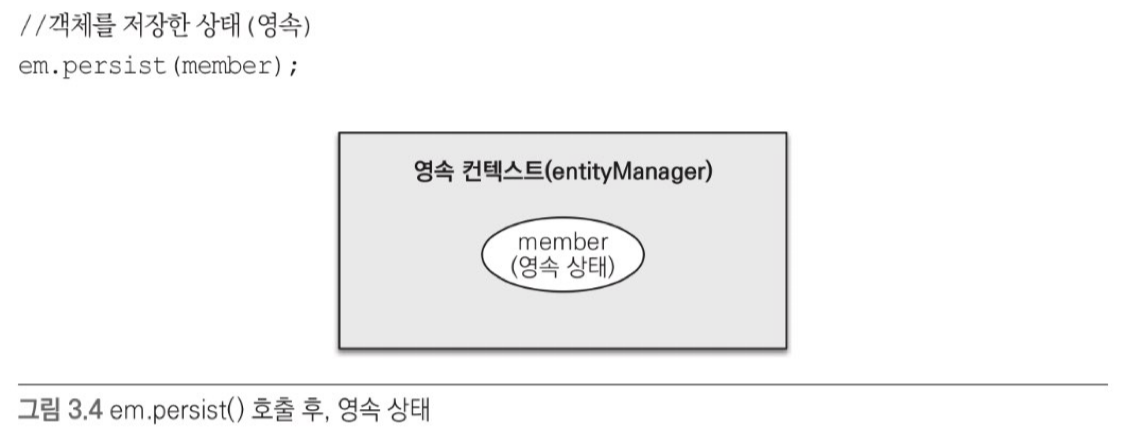 //객체를 저장한 상태(영속)
em.persist(member);
영속 컨텍스트(entityManager)
member
(영속 상태)
그림 3.4 em.persist() 호출 후, 영속 상태